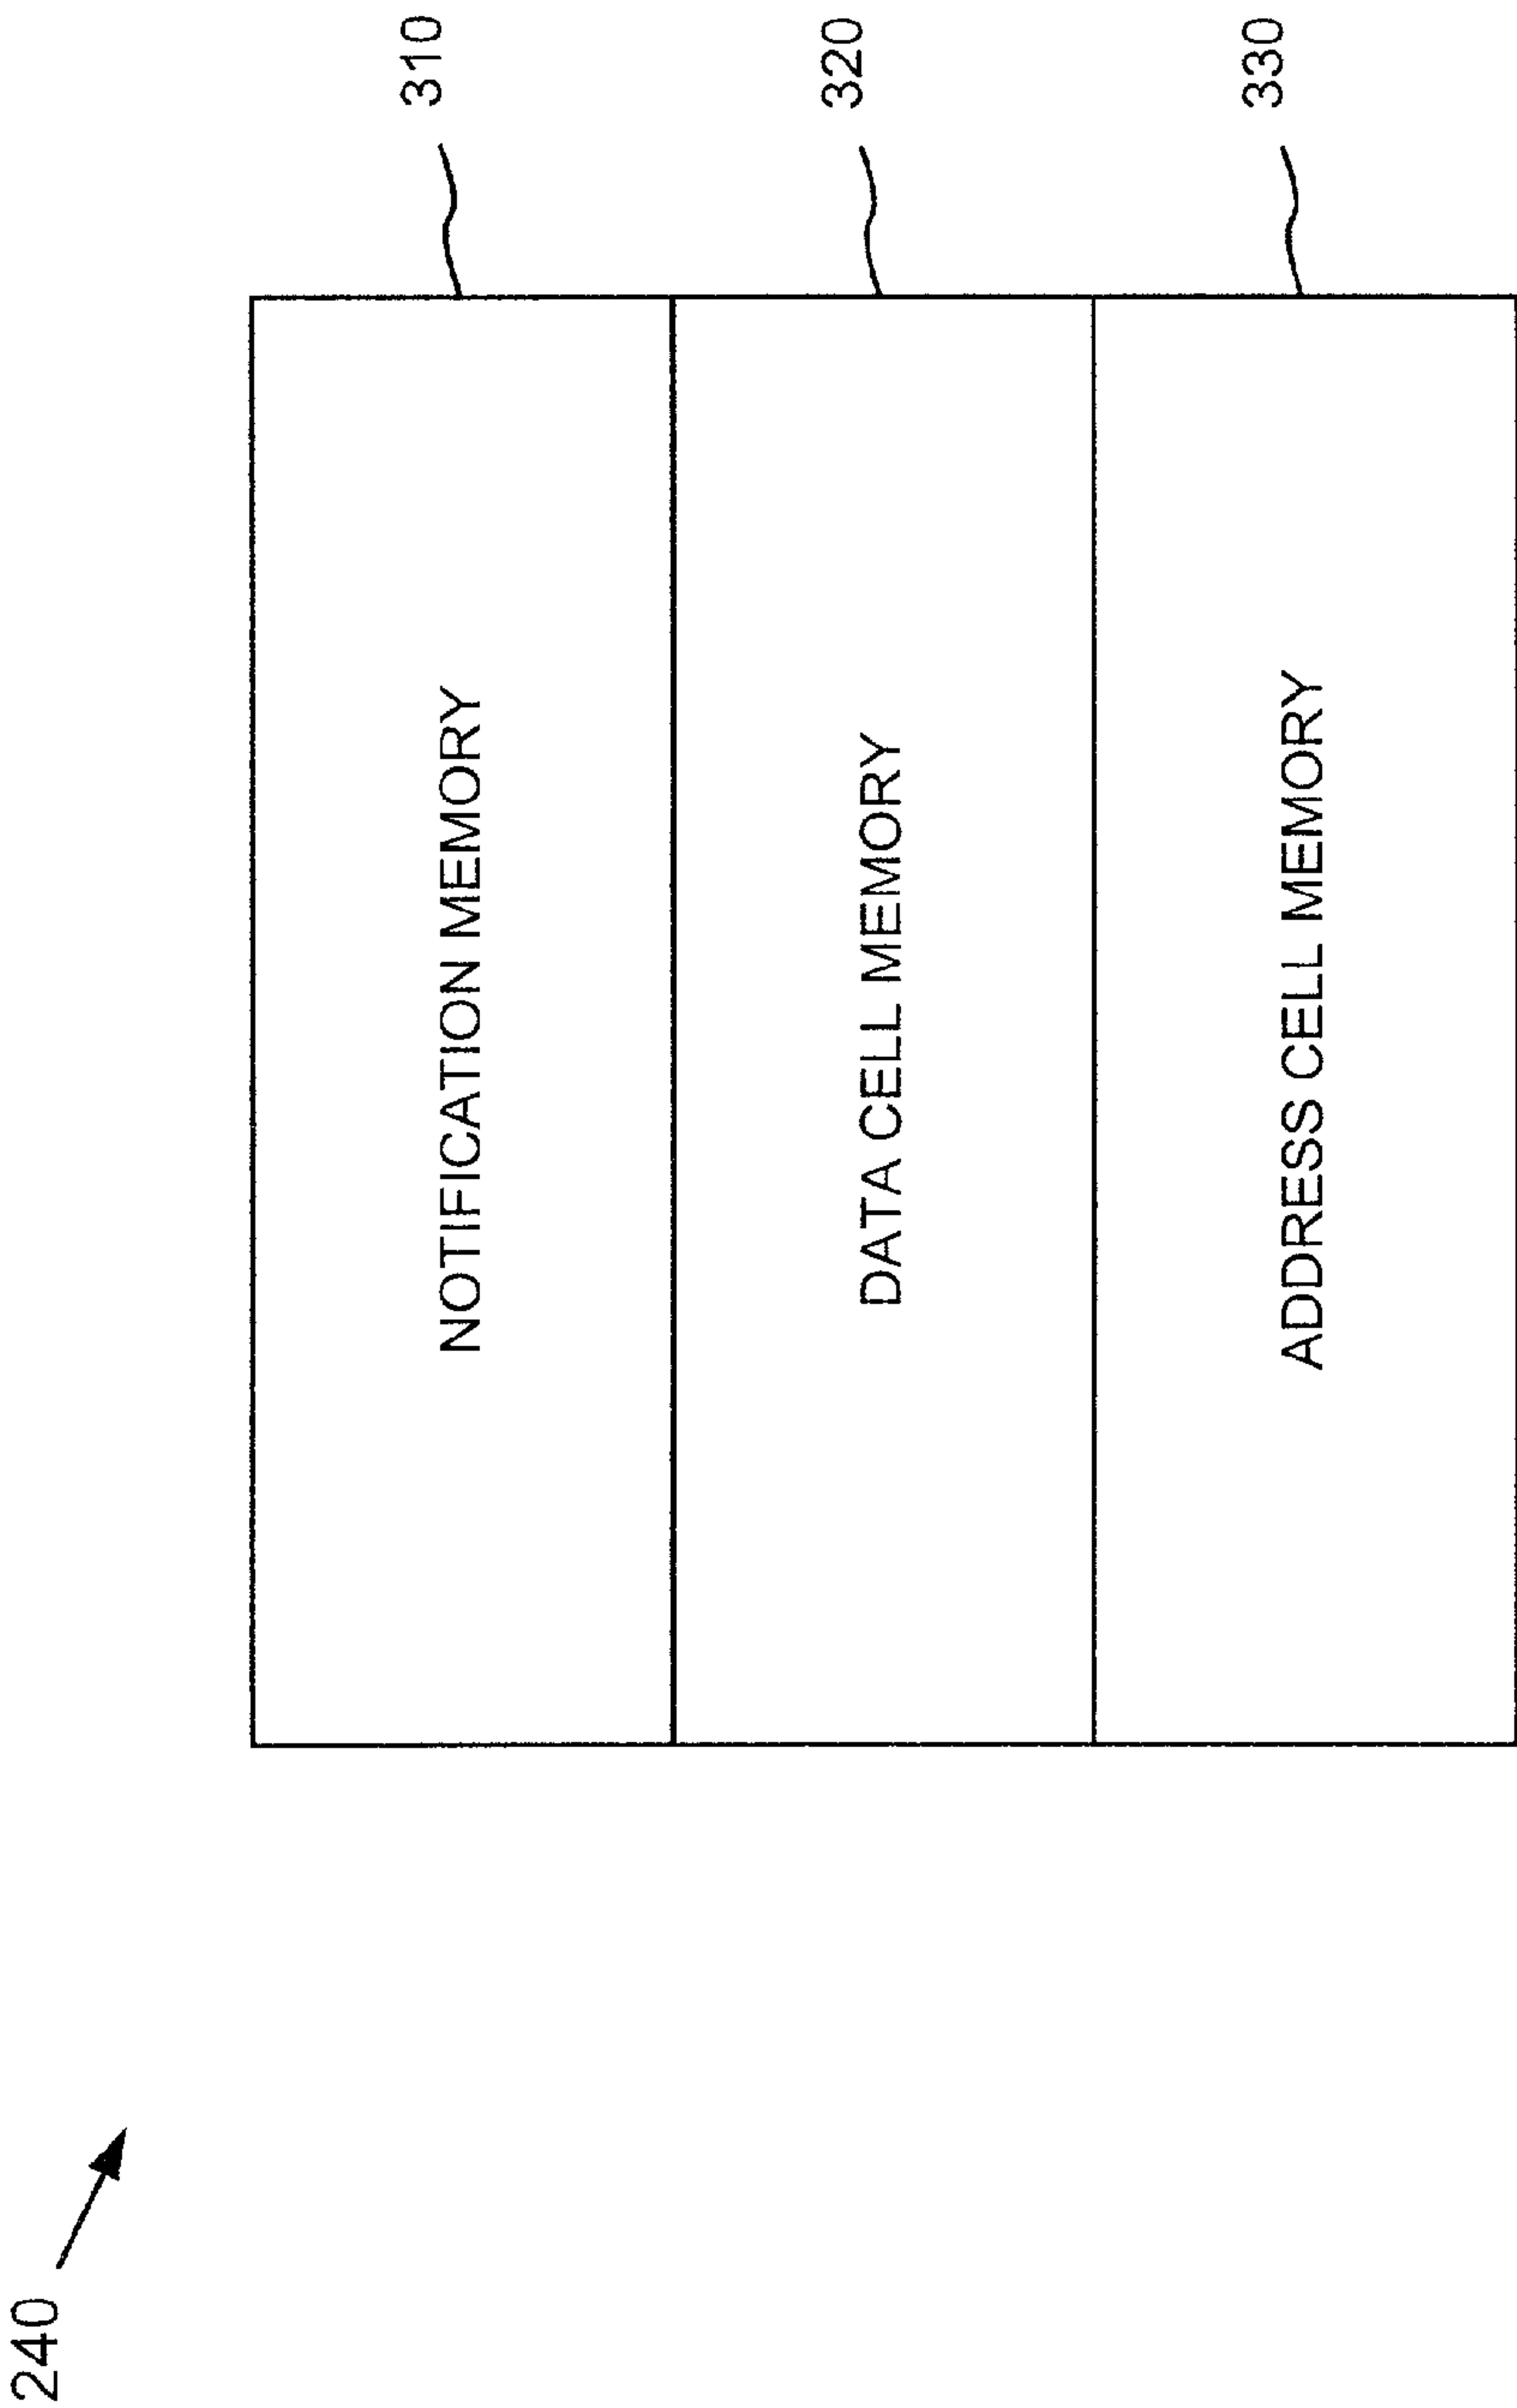 240
NOTIFICATION MEMORY
310
DATA CELL MEMORY
320
ADDRESS CELL MEMORY
330